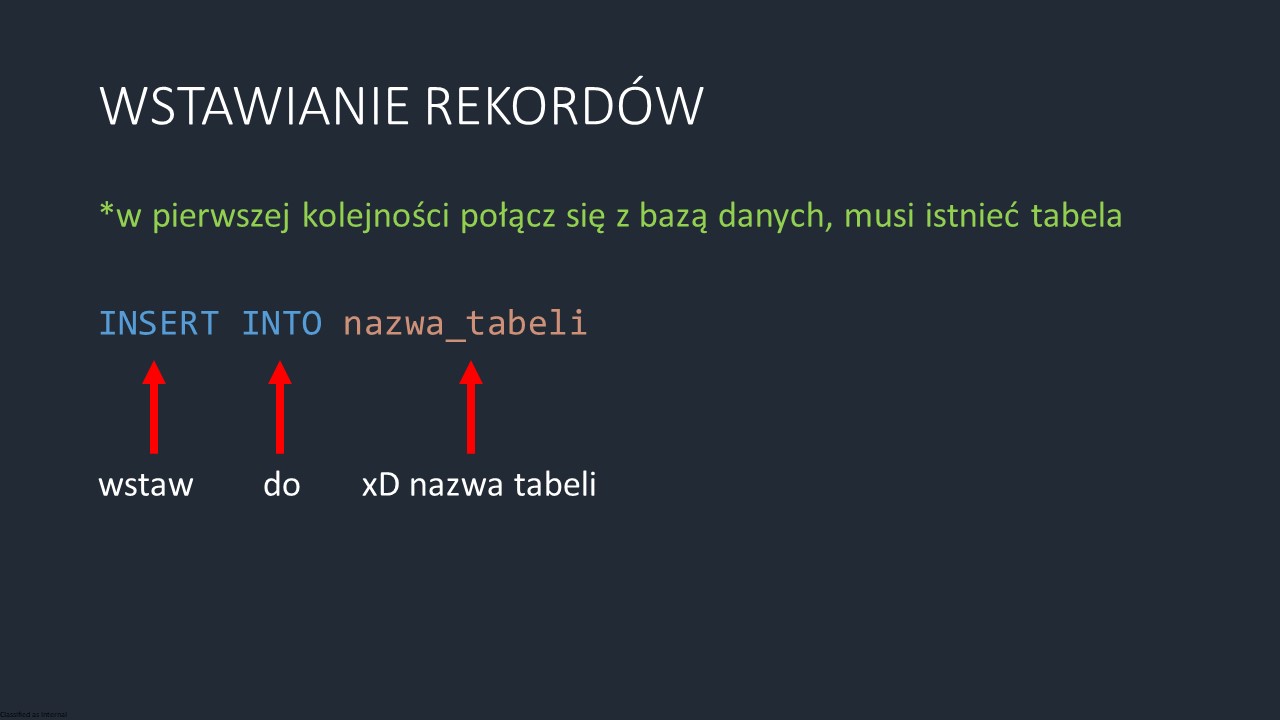 WSTAWIANIE REKORDÓW
*w pierwszej kolejności połącz się z bazą danych, musi istnieć tabela
INSERT INTO nazwa_tabeli
wstaw do xD nazwa tabeli
Classified as Internal